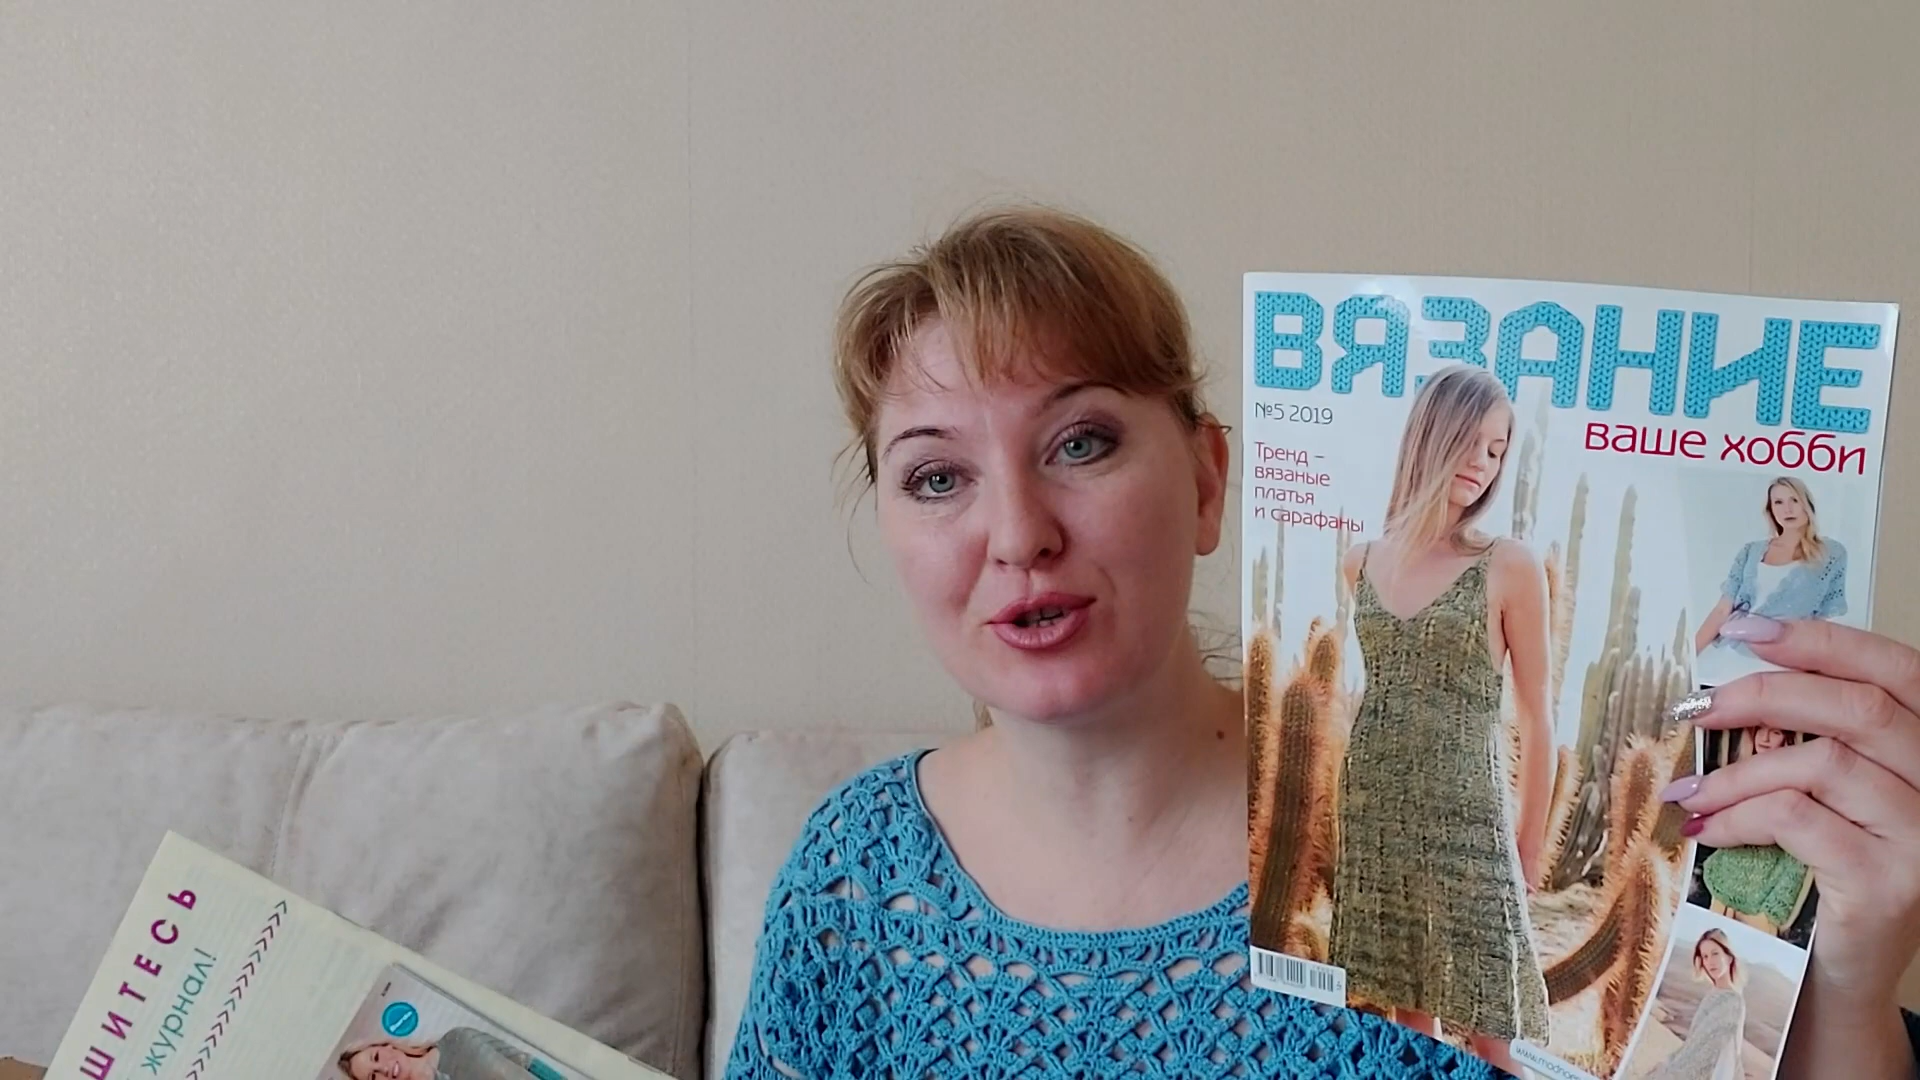 ВЯЗАНИЕ
ваше хобби
№5 2019
Тренд –
вязаные
платья
и сарафаны
ШИТЕСЬ
журнал!